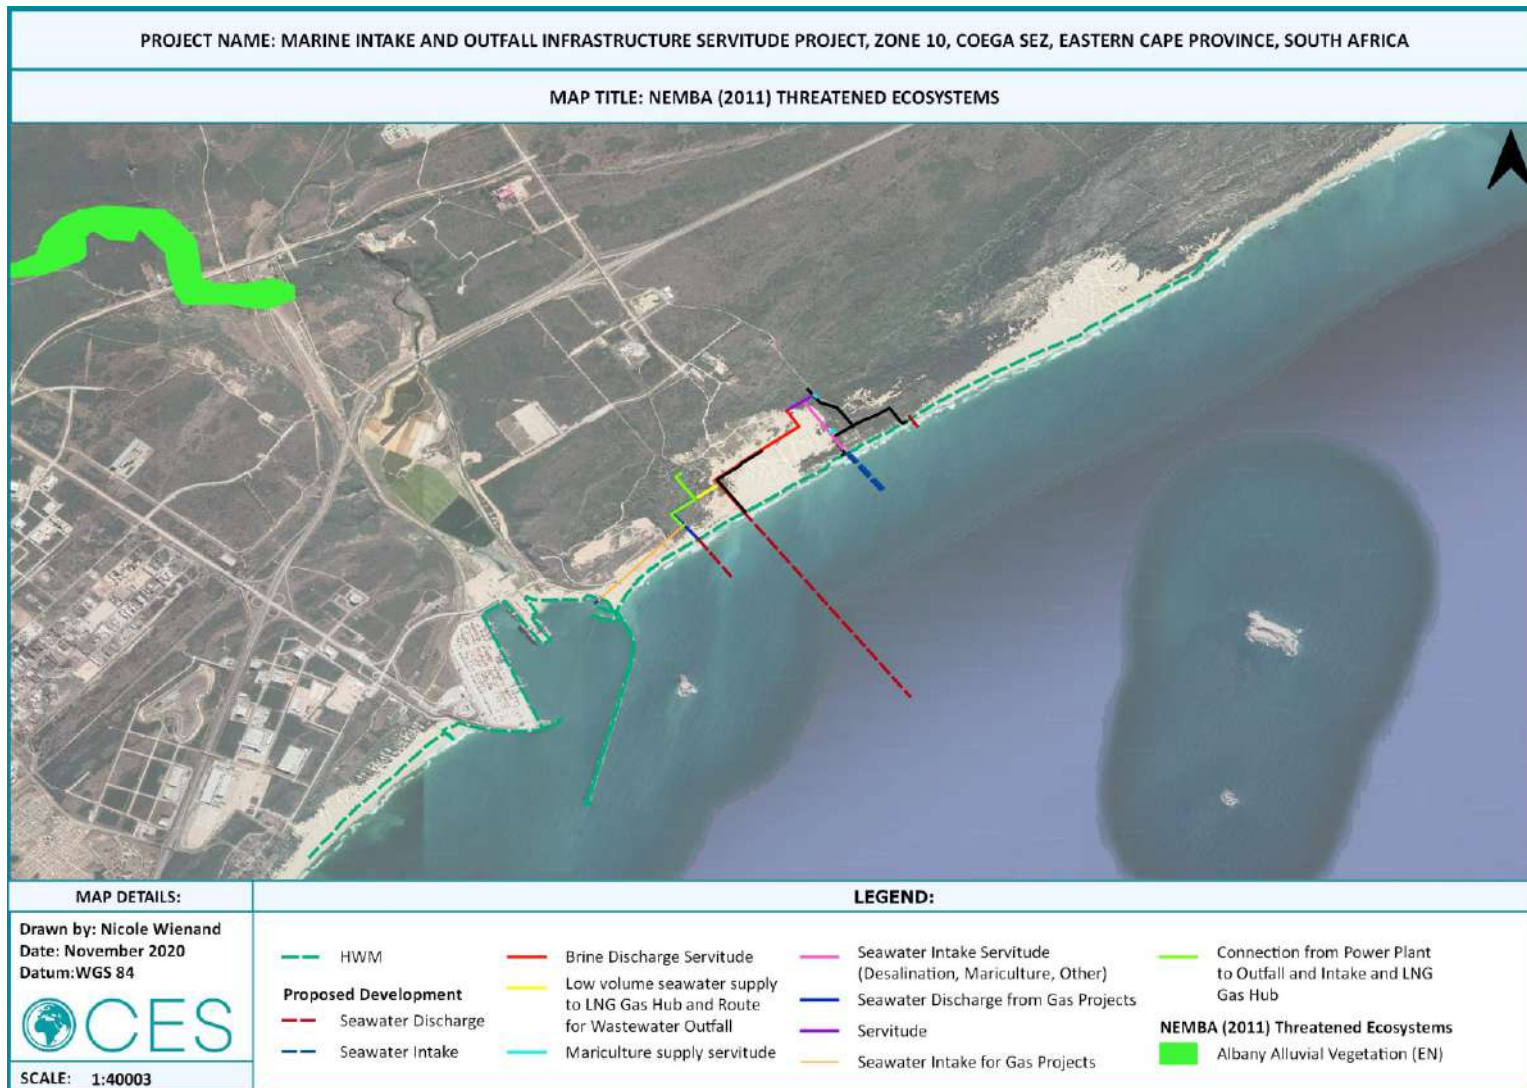 PROJECT NAME: MARINE INTAKE AND OUTFALL INFRASTRUCTURE SERVITUDE PROJECT, ZONE 10, COEGA SEZ, EASTERN CAPE PROVINCE, SOUTH AFRICA
MAP TITLE: NEMBA (2011) THREATENED ECOSYSTEMS
MAP DETAILS:
Drawn by: Nicole Wienand
Date: November 2020
Datum:WGS 84
CES
SCALE: 1:40003
LEGEND:
HWM
Proposed Development
Seawater Discharge
Seawater Intake
Brine Discharge Servitude
Low volume seawater supply
to LNG Gas Hub and Route
for Wastewater Outfall
Mariculture supply servitude
Seawater Intake Servitude
(Desalination, Mariculture, Other)
Seawater Discharge from Gas Projects
Servitude
Seawater Intake for Gas Projects
Connection from Power Plant
to Outfall and Intake and LNG
Gas Hub
NEMBA (2011) Threatened Ecosystems
Albany Alluvial Vegetation (EN)